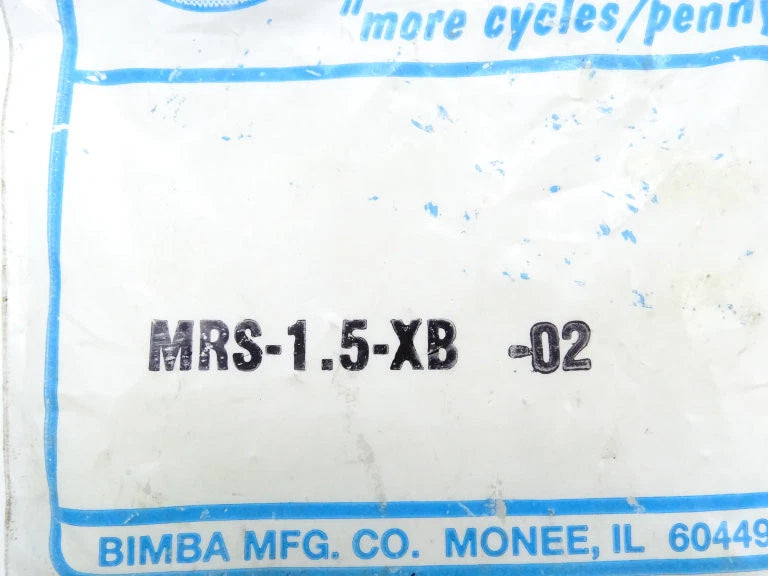 "more cycles/penny
MRS-1.5-XB -02
BIMBA MFG. CO. MONEE, IL 60449